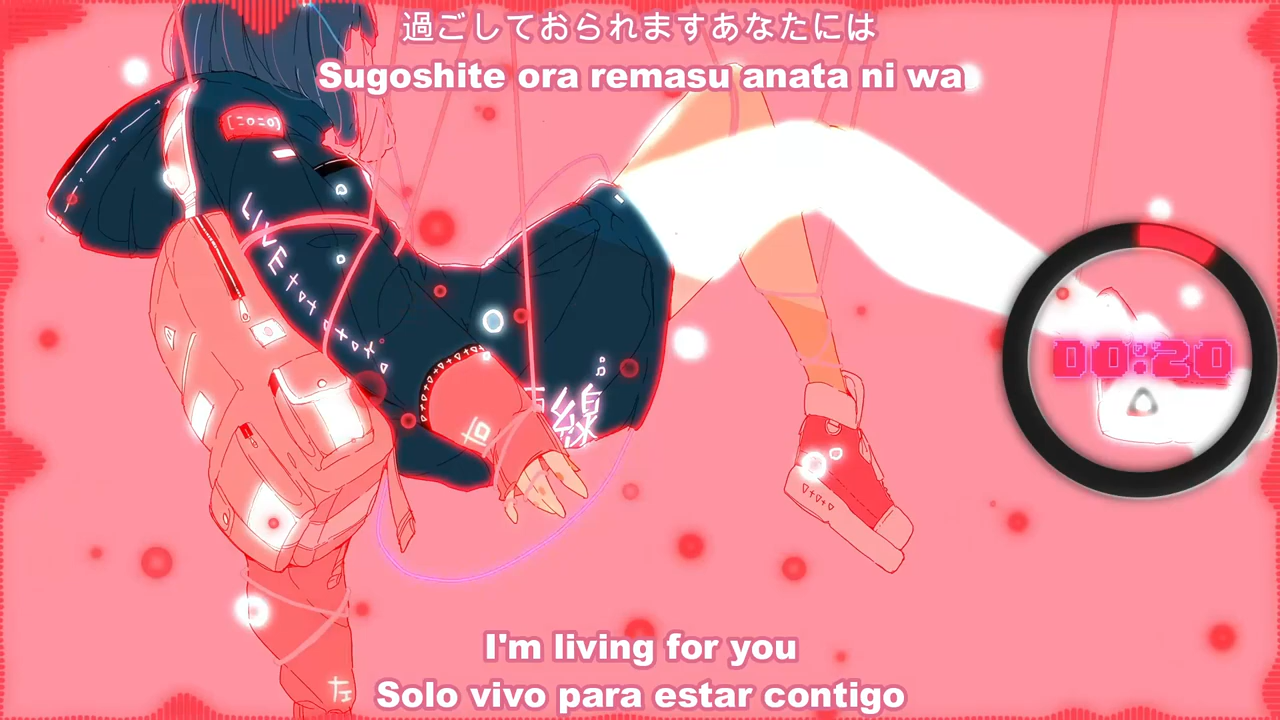 過ごしておられますあなたには
Sugoshite ora remasu anata ni wa
LIVE
線
00:20
I'm living for you
Solo vivo para estar contigo